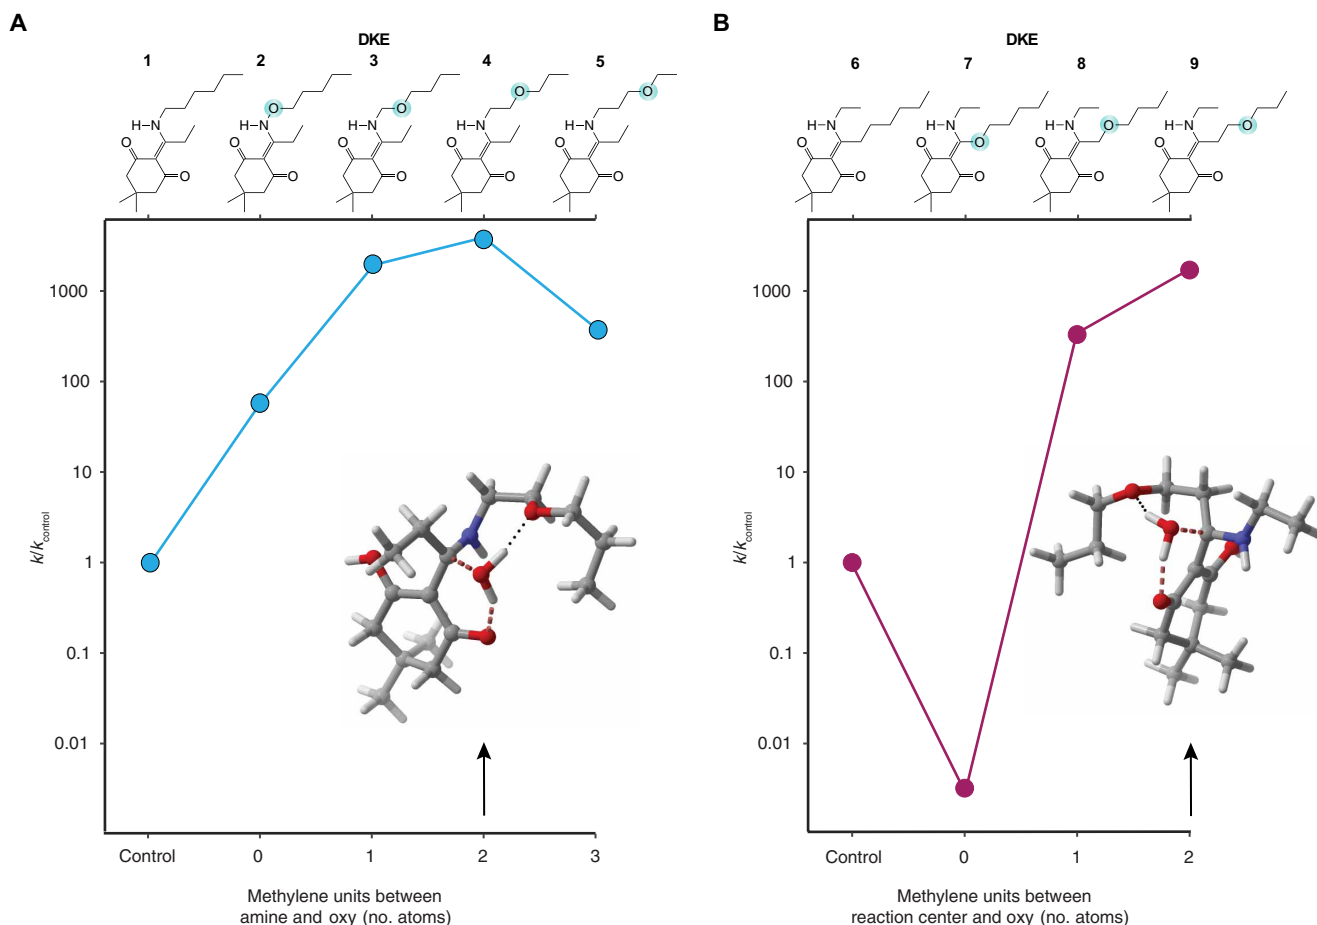 A
DKE
1 2 3 4 5
H–N H–N H–N H–N H–N
O O O O
O O O O O
O O O O O
k/kcontrol
1000
100
10
1
0.1
0.01
Control 0 1 2 3
Methylene units between
amine and oxy (no. atoms)
B
DKE
6 7 8 9
H–N H–N H–N H–N
O O O
O O O O
O O O O
k/kcontrol
1000
100
10
1
0.1
0.01
Control 0 1 2
Methylene units between
reaction center and oxy (no. atoms)